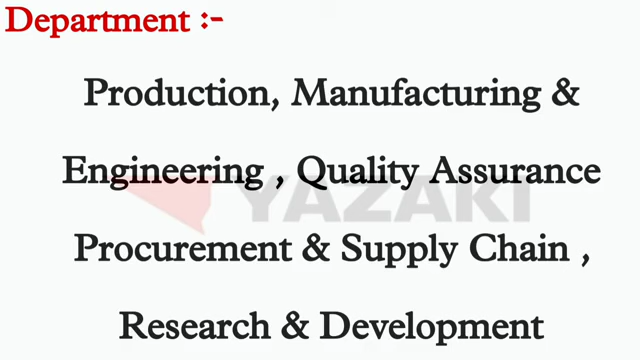 Department :-
Production, Manufacturing &
Engineering , Quality Assurance
YAZAKI
Procurement & Supply Chain ,
Research & Development